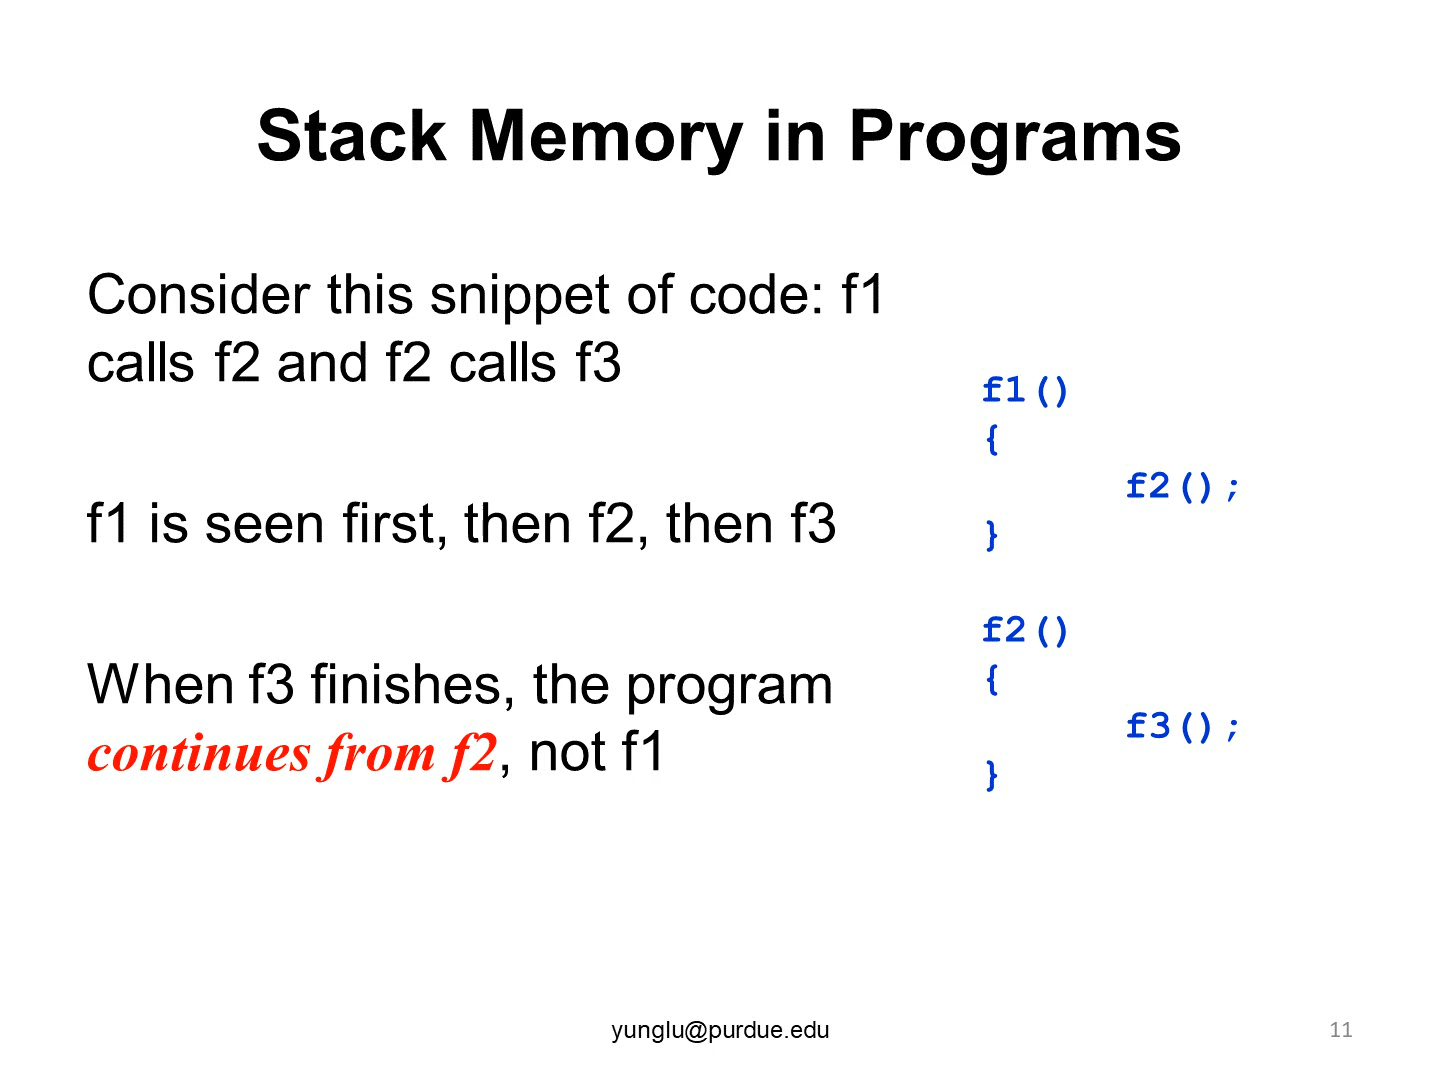 Stack Memory in Programs
Consider this snippet of code: f1
calls f2 and f2 calls f3
f1 is seen first, then f2, then f3
When f3 finishes, the program
continues from f2, not f1
f1()
{
f2();
}
f2()
{
f3();
}
yunglu@purdue.edu
11